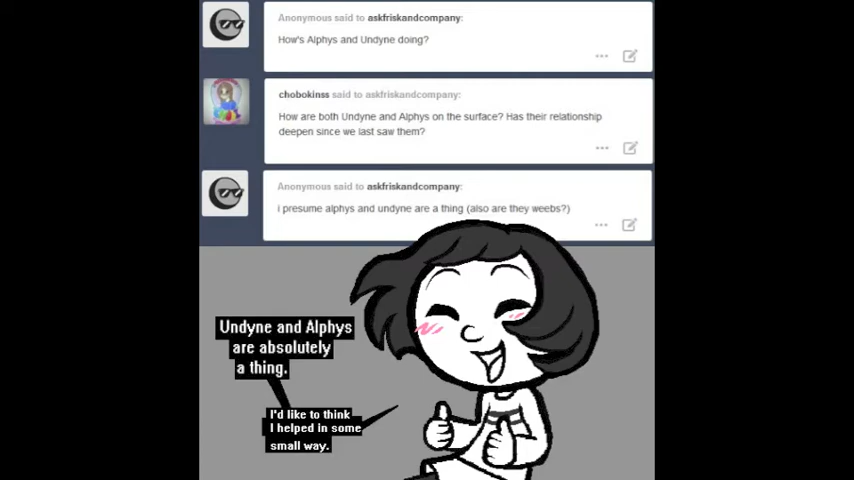 Anonymous said to askfriskandcompany:
How's Alphys and Undyne doing?
chobokinss said to askfriskandcompany:
How are both Undyne and Alphys on the surface? Has their relationship
deepen since we last saw them?
Anonymous said to askfriskandcompany:
i presume alphys and undyne are a thing (also are they weebs?)
Undyne and Alphys
are absolutely
a thing.
I'd like to think
I helped in some
small way.